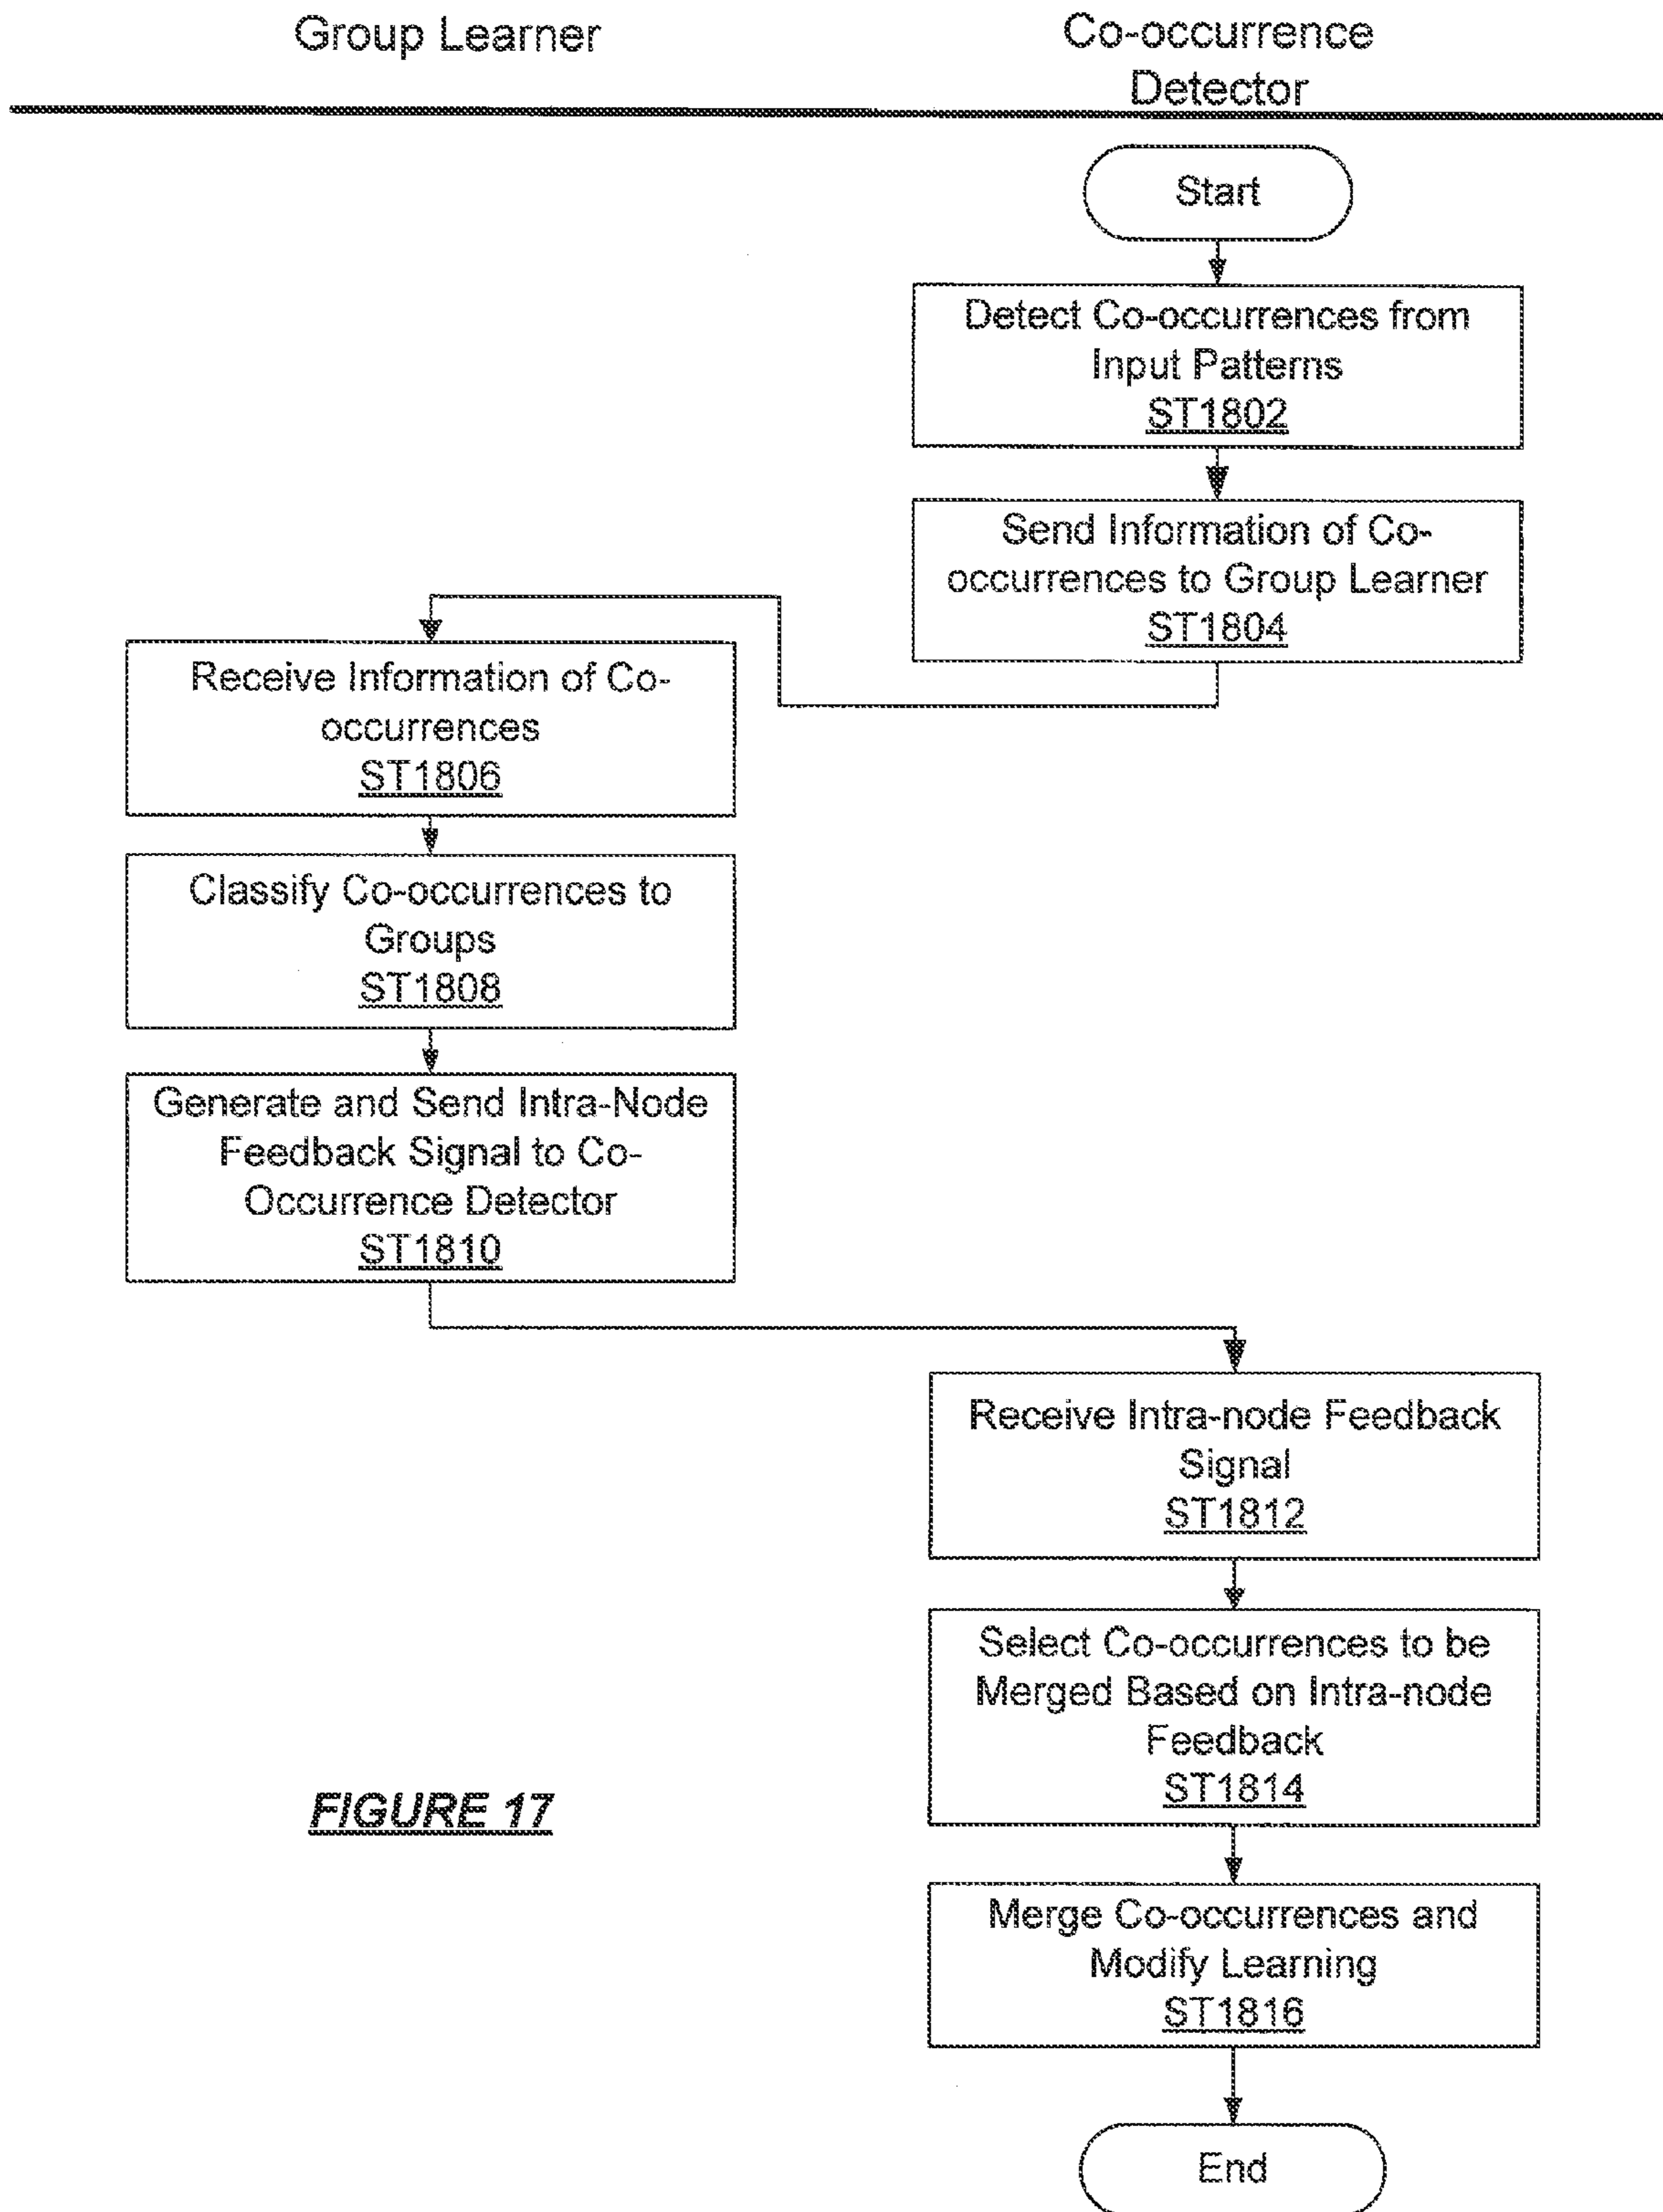 Group Learner
Co-occurrence
Detector
Start
Detect Co-occurrences from
Input Patterns
ST1802
Send Information of Co-
occurrences to Group Learner
ST1804
Receive Information of Co-
occurrences
ST1806
Classify Co-occurrences to
Groups
ST1808
Generate and Send Intra-Node
Feedback Signal to Co-
Occurrence Detector
ST1810
Receive Intra-node Feedback
Signal
ST1812
Select Co-occurrences to be
Merged Based on Intra-node
Feedback
ST1814
Merge Co-occurrences and
Modify Learning
ST1816
End
FIGURE 17